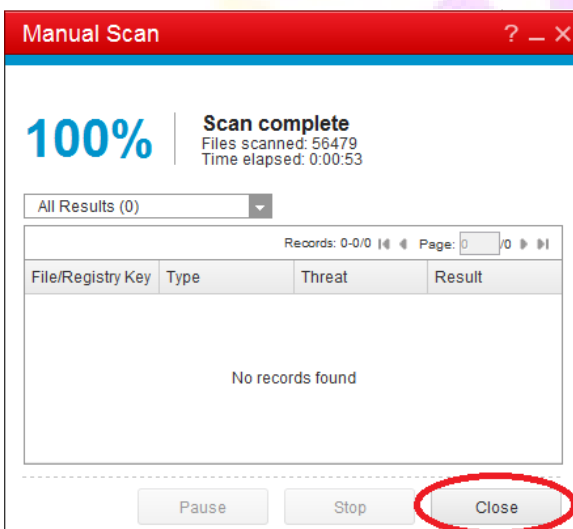 Manual Scan ? _ X
100%
Scan complete
Files scanned: 56479
Time elapsed: 0:00:53
All Results (0)
Records: 0-0/0 Page: 0 /0
File/Registry Key Type Threat Result
No records found
Pause Stop Close